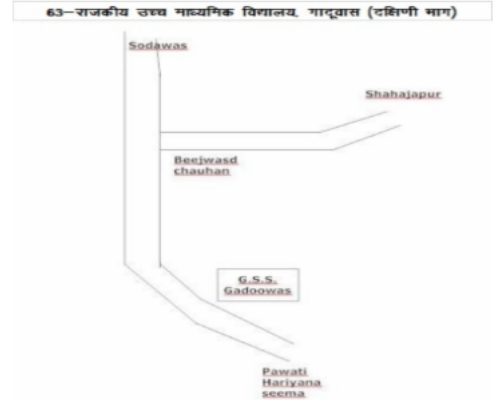 63–राजकीय उच्च माध्यमिक विद्यालय, गादूवास (दक्षिणी भाग)
Sodawas
Shahajapur
Beejwasd
chauhan
G.S.S.
Gadoowas
Pawati
Hariyana
seema